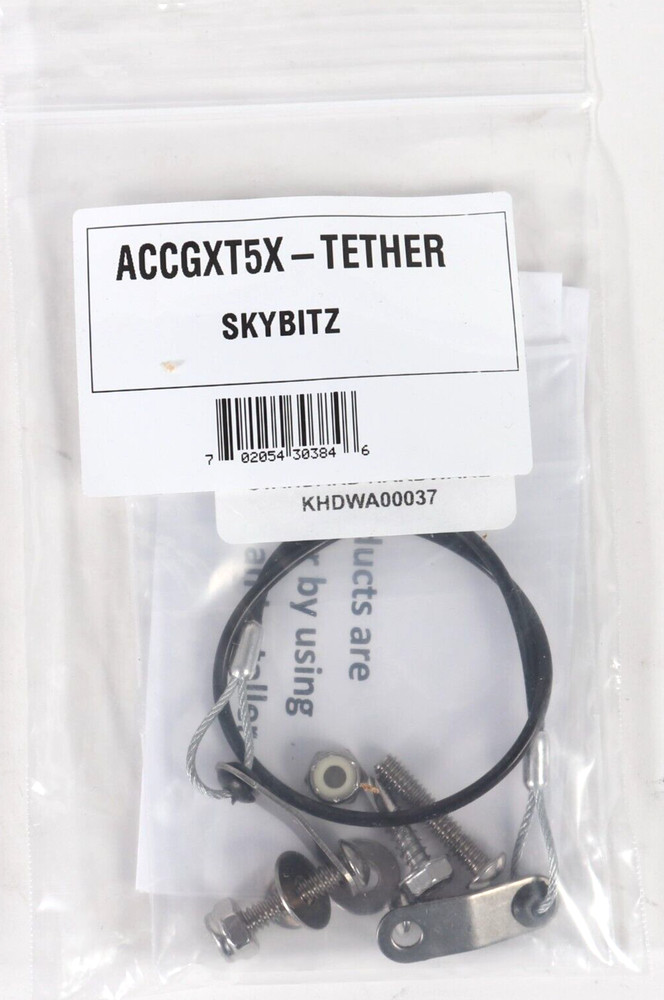 ACCGXT5X – TETHER
SKYBITZ
7 02054 30384 6
KHDWA00037
ducts are
by using